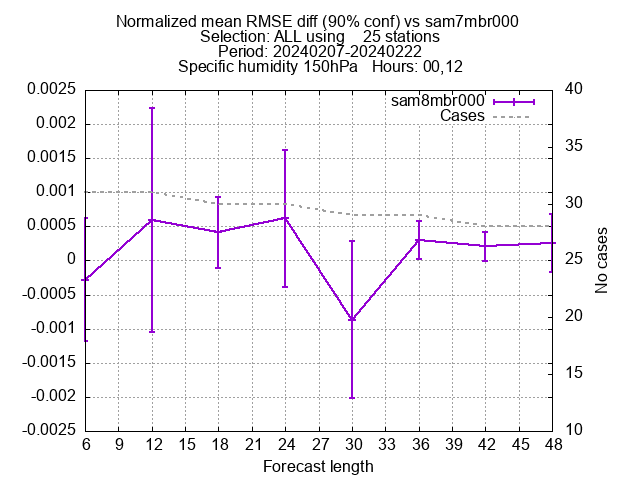 Normalized mean RMSE diff (90% conf) vs sam7mbr000
Selection: ALL using    25 stations
Period: 20240207-20240222
Specific humidity 150hPa   Hours: 00,12
sam8mbr000
Cases
0.0025
0.002
0.0015
0.001
0.0005
0
-0.0005
-0.001
-0.0015
-0.002
-0.0025
40
35
30
25
20
15
10
No cases
6 9 12 15 18 21 24 27 30 33 36 39 42 45 48
Forecast length